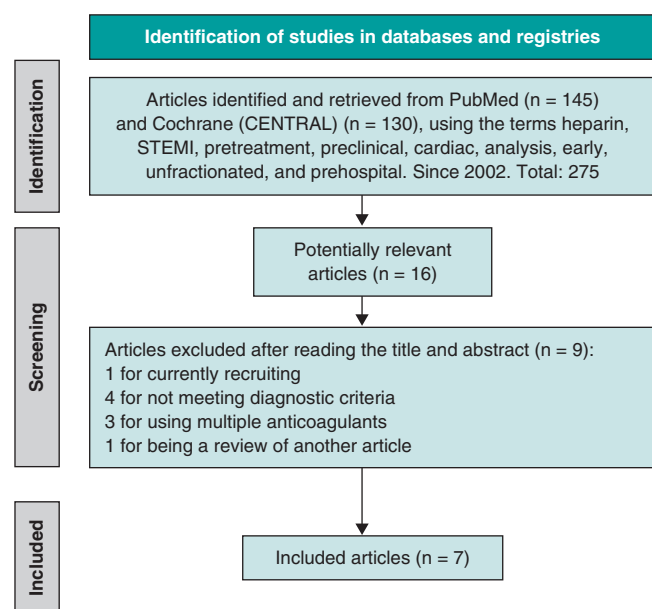 Identification of studies in databases and registries
Identification
Articles identified and retrieved from PubMed (n = 145)
and Cochrane (CENTRAL) (n = 130), using the terms heparin,
STEMI, pretreatment, preclinical, cardiac, analysis, early,
unfractionated, and prehospital. Since 2002. Total: 275
Screening
Potentially relevant
articles (n = 16)
Articles excluded after reading the title and abstract (n = 9):
1 for currently recruiting
4 for not meeting diagnostic criteria
3 for using multiple anticoagulants
1 for being a review of another article
Included
Included articles (n = 7)